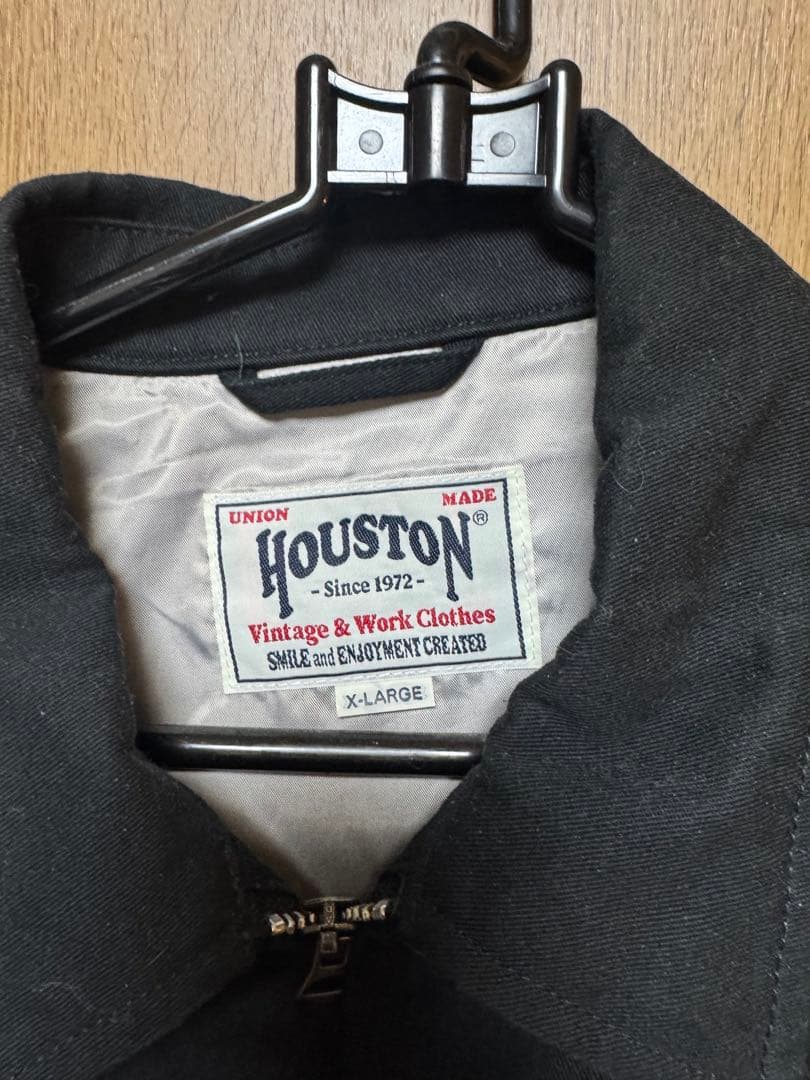 UNION MADE
HOUSTON®
- Since 1972 -
Vintage & Work Clothes
SMILE and ENJOYMENT CREATED
X-LARGE